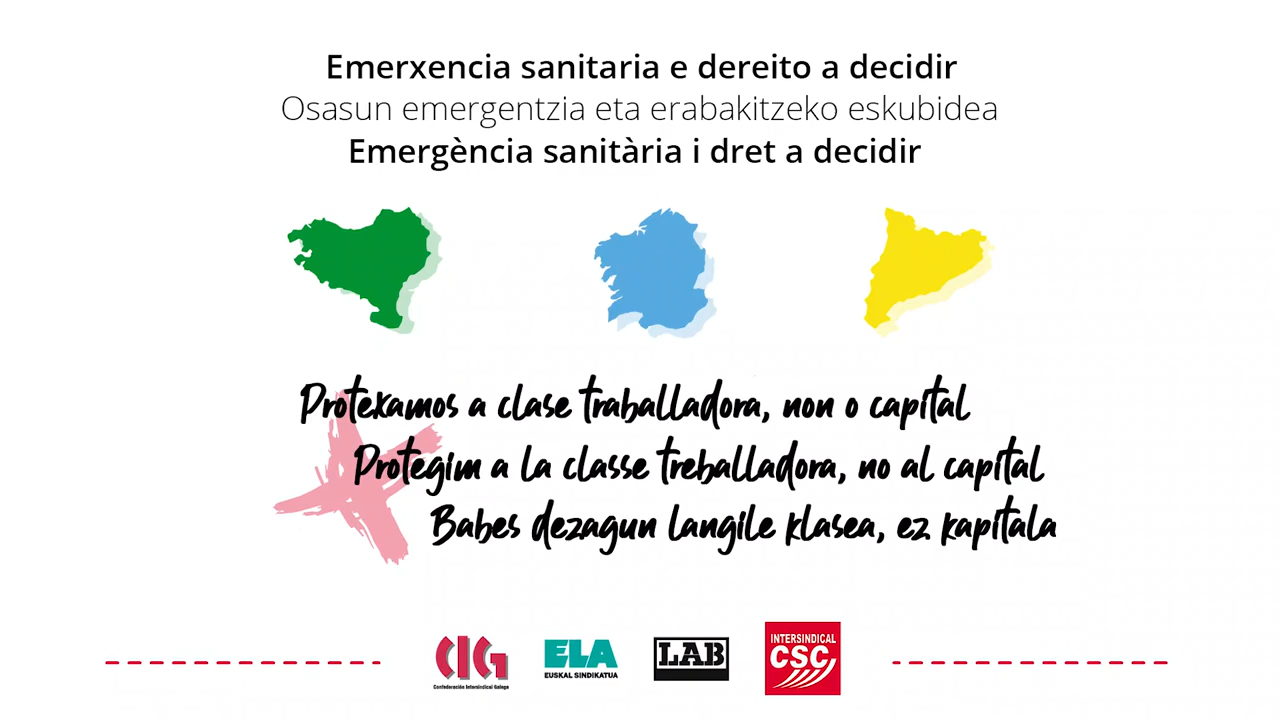 Emerxencia sanitaria e dereito a decidir
Osasun emergentzia eta erabakitzeko eskubidea
Emergència sanitària i dret a decidir
Protexamos a clase traballadora, non o capital
Protegim a la classe treballadora, no al capital
Babes dezagun langile klasea, ez kapitala
CIG
Confederación Intersindical Galega
ELA
EUSKAL SINDIKATUA
LAB
INTERSINDICAL
CSC